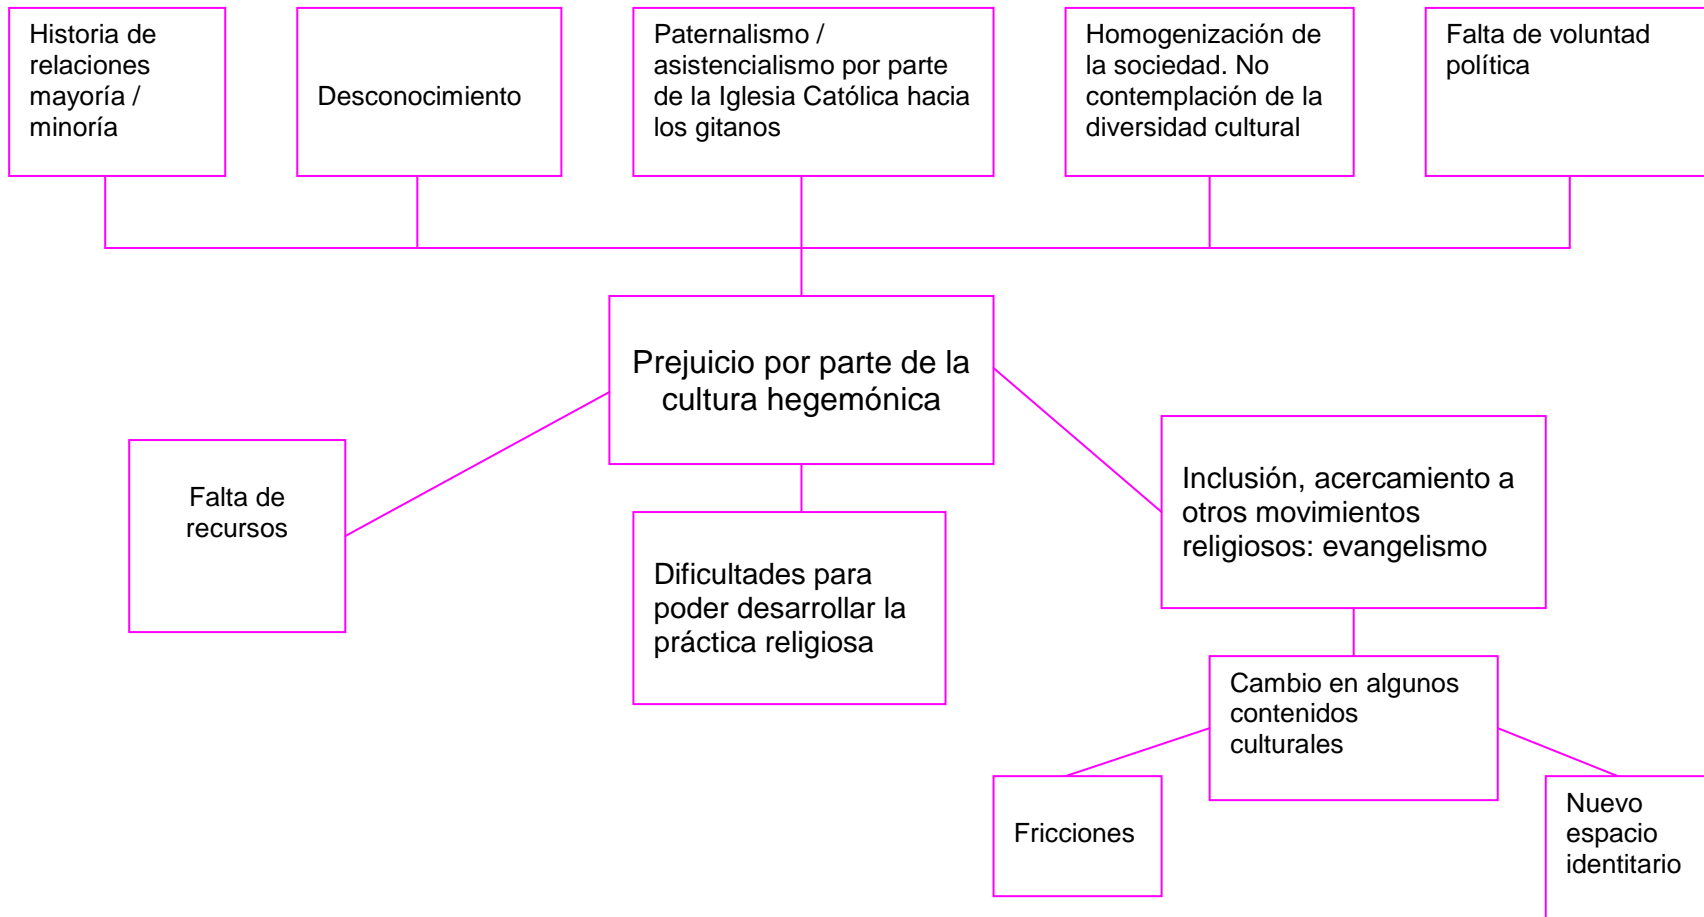 Historia de
relaciones
mayoría /
minoría
Desconocimiento
Paternalismo /
asistencialismo por parte
de la Iglesia Católica hacia
los gitanos
Homogenización de
la sociedad. No
contemplación de la
diversidad cultural
Falta de voluntad
política
Prejuicio por parte de la
cultura hegemónica
Falta de
recursos
Dificultades para
poder desarrollar la
práctica religiosa
Inclusión, acercamiento a
otros movimientos
religiosos: evangelismo
Cambio en algunos
contenidos
culturales
Fricciones
Nuevo
espacio
identitario